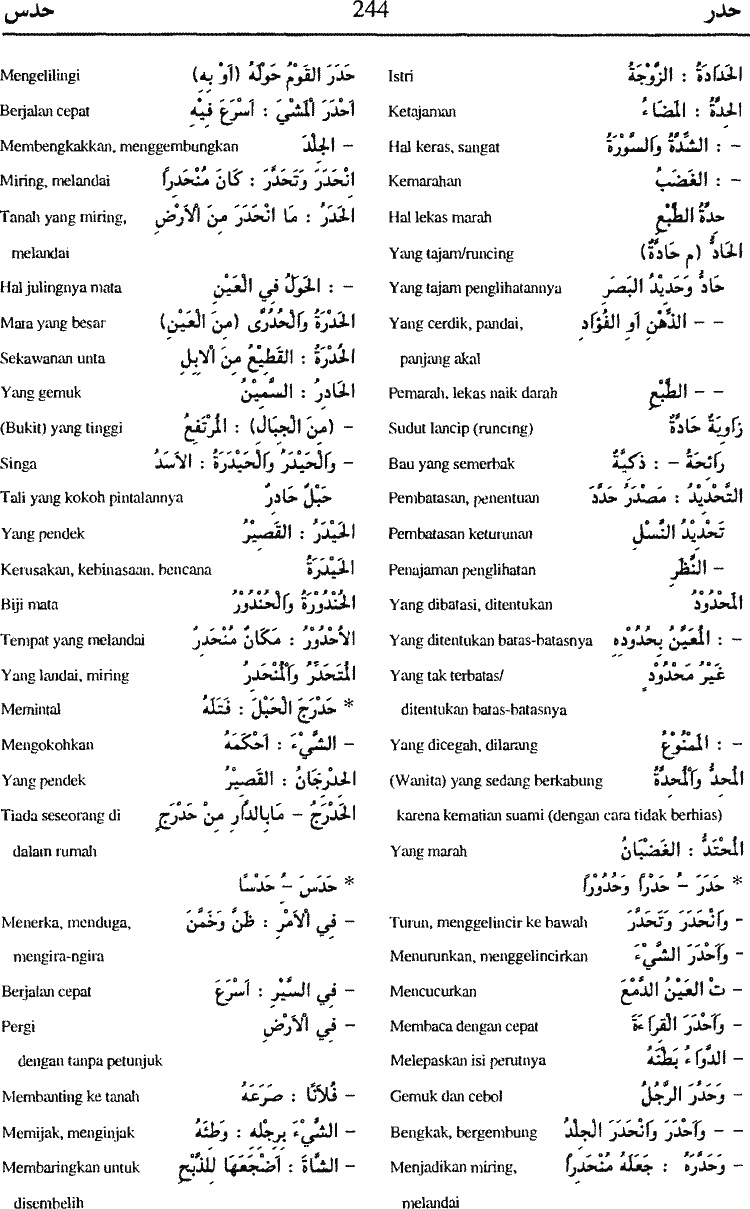 حدر 244 حدس
الحَدَادَةُ : الزَّوْجَةُ Istri
الحِدَّةُ : المَضَاءُ Ketajaman
– : الشِّدَّةُ وَالسَّوْرَةُ Hal keras, sangat
– : الغَضَبُ Kemarahan
حِدَّةُ الطَّبْعِ Hal lekas marah
الحَادُّ (م حَادَّةٌ) Yang tajam/runcing
حَادُّ وَحَدِيدُ البَصَرِ Yang tajam penglihatannya
– – الذِّهْنِ أَو الفُؤَادِ Yang cerdik, pandai,
panjang akal
– – الطَّبْعِ Pemarah, lekas naik darah
زَاوِيَةٌ حَادَّةٌ Sudut lancip (runcing)
رَائِحَةٌ – : ذَكِيَّةٌ Bau yang semerbak
التَّحْدِيْدُ : مَصْدَرُ حَدَّدَ Pembatasan, penentuan
تَحْدِيْدُ النَّسْلِ Pembatasan keturunan
– النَّظَرِ Penajaman penglihatan
المَحْدُوْدُ Yang dibatasi, ditentukan
– : المُعَيَّنُ بِحُدُوْدِهِ Yang ditentukan batas-batasnya
غَيْرُ مَحْدُوْدٍ Yang tak terbatas/
ditentukan batas-batasnya
– : المَمْنُوْعُ Yang dicegah, dilarang
المُحِدُّ وَالمُحِدَّةُ (Wanita) yang sedang berkabung
karena kematian suami (dengan cara tidak berhias)
المُحْتَدُّ : الغَضْبَانُ Yang marah
* حَدَرَ – حَدْرًا وَحُدُوْرًا
- وَانْحَدَرَ وَتَحَدَّرَ Turun, menggelincir ke bawah
- وَأَحْدَرَ الشَّيْءَ Menurunkan, menggelincirkan
– تْ العَيْنُ الدَّمْعَ Mencucurkan
– وَأَحْدَرَ القِرَاءَةَ Membaca dengan cepat
– الدَّوَاءُ بَطْنَهُ Melepaskan isi perutnya
– وَحَدُرَ الرَّجُلُ Gemuk dan cebol
– – وَأَحْدَرَ وَانْحَدَرَ الجِلْدُ Bengkak, bergembung
– وَحَدَّرَهُ : جَعَلَهُ مُنْحَدِرًا Menjadikan miring,
melandai
حَدَرَ القَوْمُ حَوْلَهُ (أَوْ بِهِ) Mengelilingi
أَحْدَرَ المَشْيَ : أَسْرَعَ فِيْهِ Berjalan cepat
– الجِلْدَ Membengkakkan, menggembungkan
انْحَدَرَ وَتَحَدَّرَ : كَانَ مُنْحَدِرًا Miring, melandai
الحَدَرُ : مَا انْحَدَرَ مِنَ الأَرْضِ Tanah yang miring,
melandai
– : الحَوَلُ فِي العَيْنِ Hal julingnya mata
الحَدْرَةُ وَالحُدُرَّى (مِنَ العَيْنِ) Mata yang besar
الحُدْرَةُ : القَطِيْعُ مِنَ الاِبِلِ Sekawanan unta
الحَادِرُ : السَّمِيْنُ Yang gemuk
– (مِنَ الجِبَالِ) : المُرْتَفِعُ (Bukit) yang tinggi
– وَالحَيْدَرُ وَالحَيْدَرَةُ : الأَسَدُ Singa
حَبْلٌ حَادِرٌ Tali yang kokoh pintalannya
الحَيْدَرُ : القَصِيْرُ Yang pendek
الحَيْدَرَةُ Kerusakan, kebinasaan, bencana
الحُنْدُوْرَةُ وَالحُنْدُوْرُ Biji mata
الأُحْدُوْرُ : مَكَانٌ مُنْحَدِرٌ Tempat yang melandai
المُتَحَدِّرُ وَالمُنْحَدِرُ Yang landai, miring
* حَدْرَجَ الحَبْلَ : فَتَلَهُ Memintal
– الشَّيْءَ : أَحْكَمَهُ Mengokohkan
الحِدْرِجَانُ : القَصِيْرُ Yang pendek
الحَدْرَجُ – مَابِالدَّارِ مِنْ حَدْرَجٍ Tiada seseorang di
dalam rumah
* حَدَسَ – حَدْسًا
– فِي الأَمْرِ : ظَنَّ وَخَمَّنَ Menerka, menduga,
mengira-ngira
– فِي السَّيْرِ : أَسْرَعَ Berjalan cepat
– فِي الأَرْضِ Pergi
dengan tanpa petunjuk
– فُلَانًا : صَرَعَهُ Membanting ke tanah
– الشَّيْءَ بِرِجْلِهِ : وَطِئَهُ Memijak, menginjak
– الشَّاةَ : أَضْجَعَهَا لِلذَّبْحِ Membaringkan untuk
disembelih